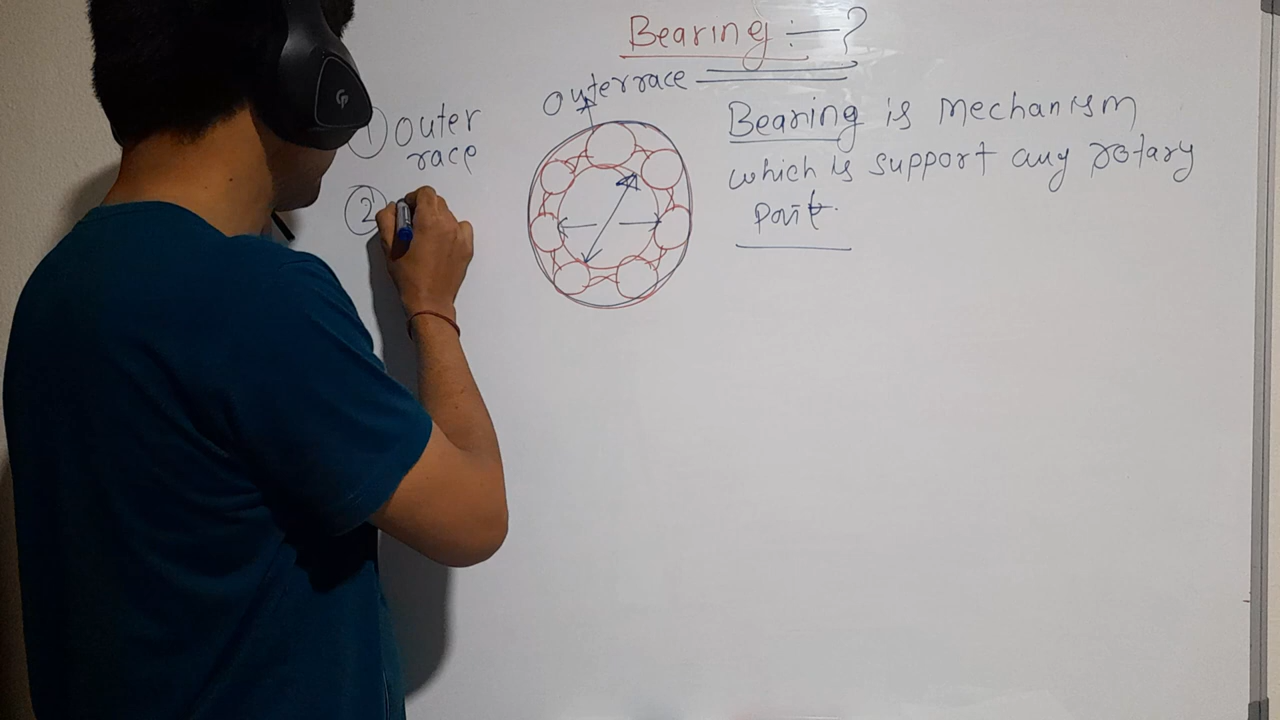 Bearing :— ?
Outer race
① Outer
race
②
Bearing is mechanism
which is support any rotary
Part.